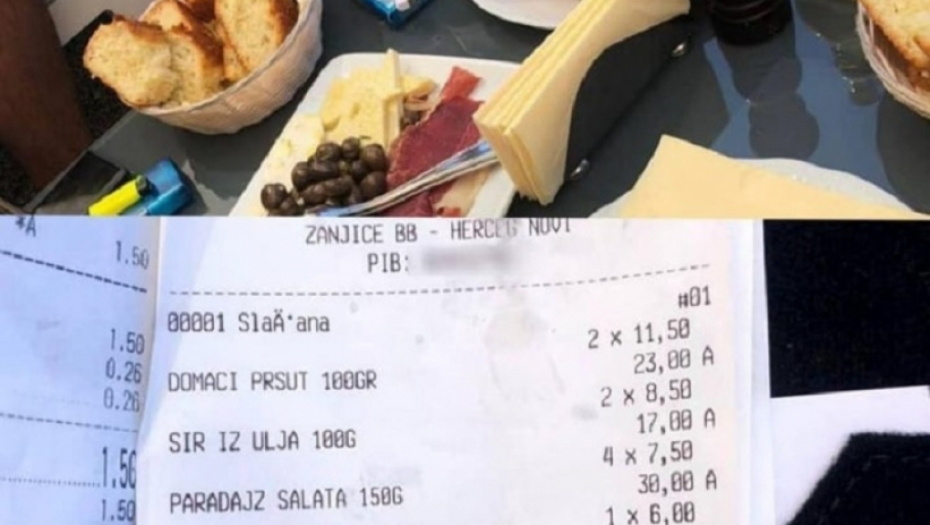 *A
1.50
1.50
0.26
0.26
1.50
1.50
ZANJICE BB - HERCEG NOVI
PIB:
#01
00001 SlaÄ'ana
2 x 11,50
23,00 A
DOMACI PRSUT 100GR
2 x 8,50
17,00 A
SIR IZ ULJA 100G
4 x 7,50
30,00 A
PARADAJZ SALATA 150G
1 x 6,00